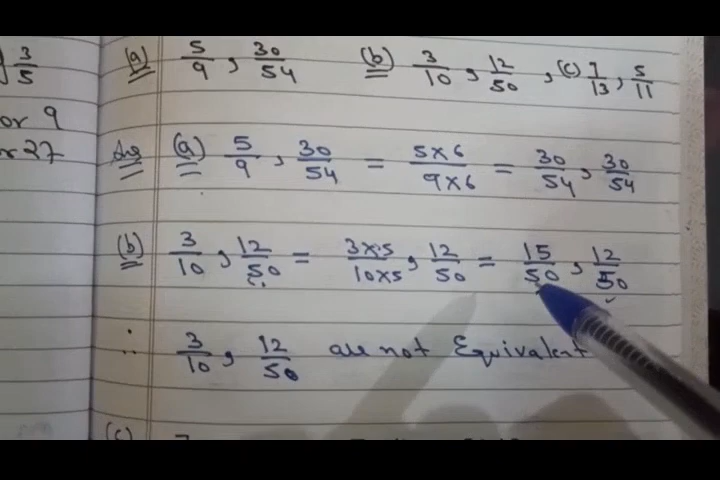 3/5
(a) 5/9, 30/54 (b) 3/10, 12/50, (c) 7/13, 5/11
or 9
27
Ans (a) 5/9, 30/54 = 5×6/9×6 = 30/54, 30/54
(b) 3/10, 12/50 = 3×5/10×5, 12/50 = 15/50, 12/50
∴ 3/10, 12/50 are not Equivalent
(c)